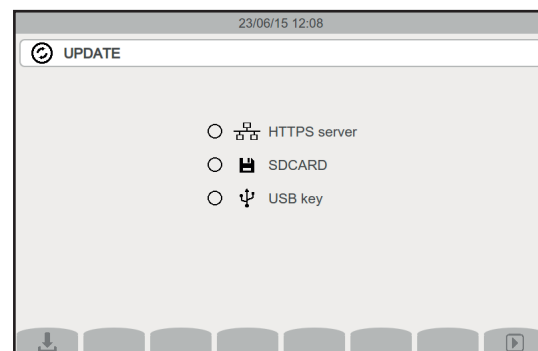 23/06/15 12:08
UPDATE
HTTPS server
SDCARD
USB key